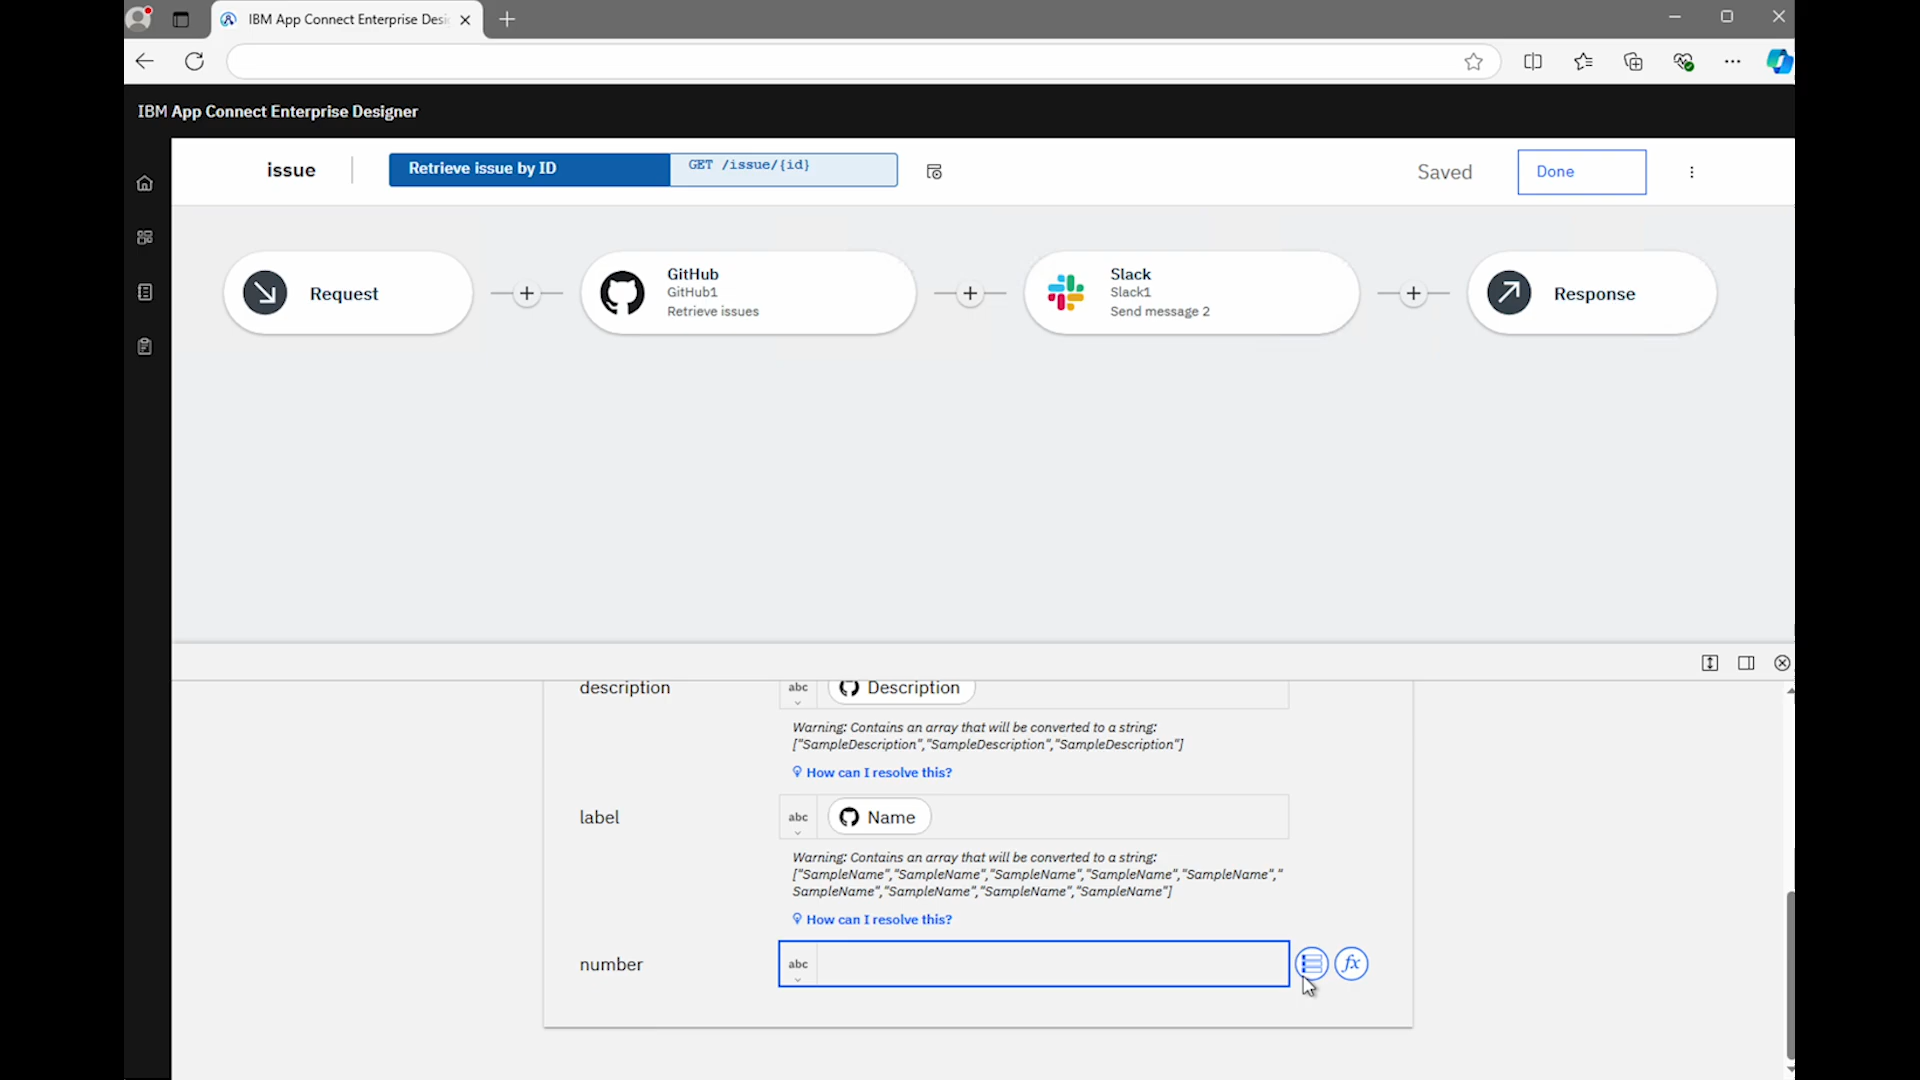 IBM App Connect Enterprise Desi
IBM App Connect Enterprise Designer
issue
Retrieve issue by ID
GET /issue/{id}
Saved
Done
Request
GitHub
GitHub1
Retrieve issues
Slack
Slack1
Send message 2
Response
description
abc
Description
Warning: Contains an array that will be converted to a string:
["SampleDescription","SampleDescription","SampleDescription"]
How can I resolve this?
label
abc
Name
Warning: Contains an array that will be converted to a string:
["SampleName","SampleName","SampleName","SampleName","SampleName","
SampleName","SampleName","SampleName","SampleName"]
How can I resolve this?
number
abc
fx